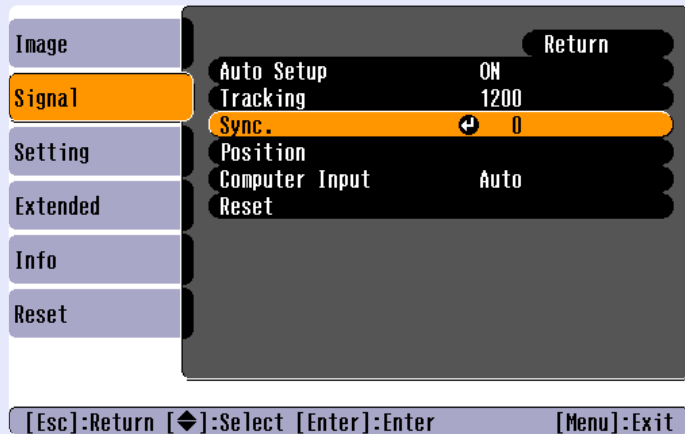 Image
Signal
Setting
Extended
Info
Reset
Return
Auto Setup ON
Tracking 1200
Sync. 0
Position
Computer Input Auto
Reset
[Esc]:Return [◆]:Select [Enter]:Enter [Menu]:Exit